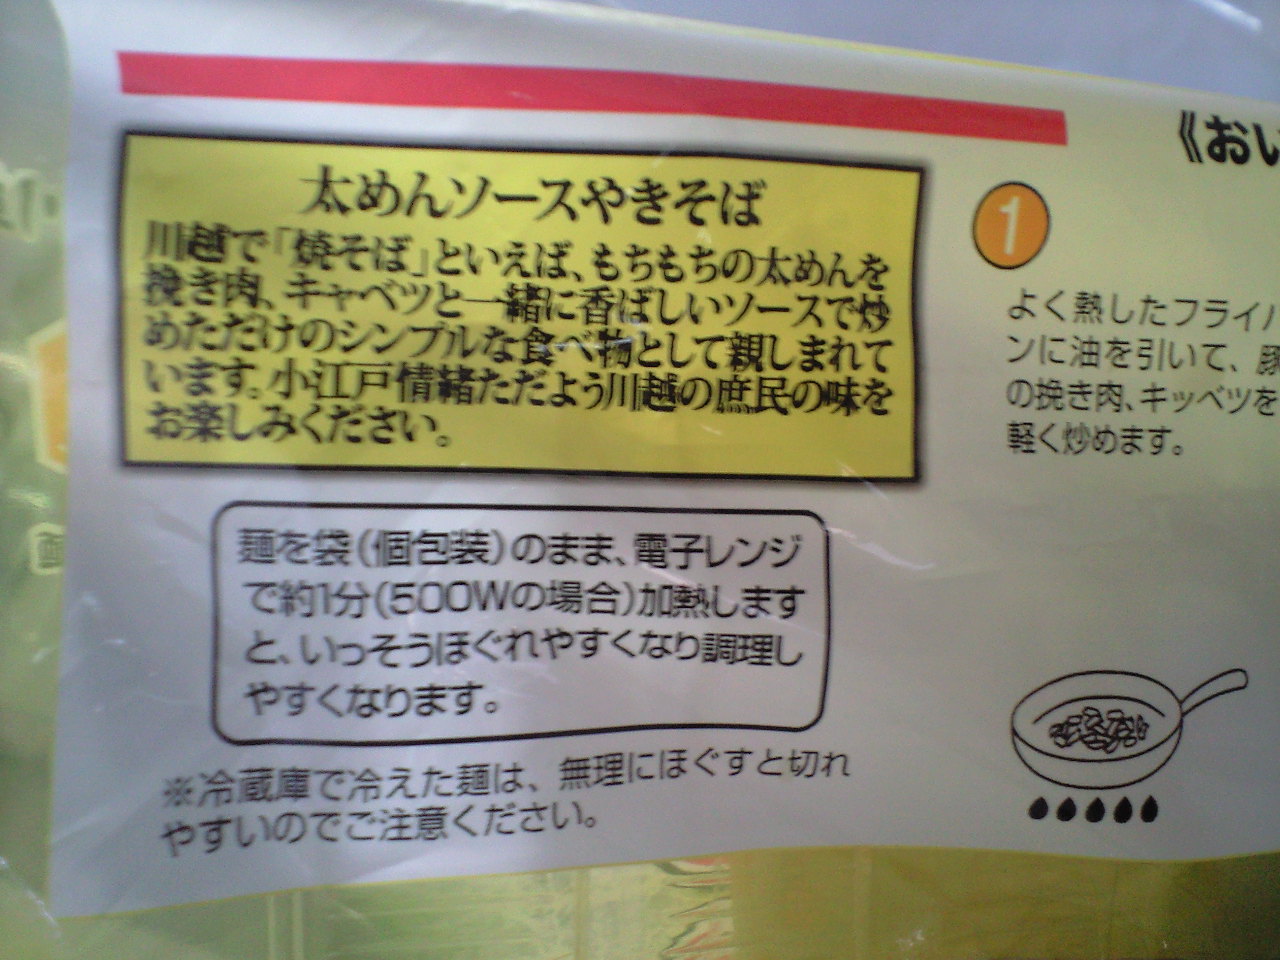 太めんソースやきそば
川越で「焼そば」といえば、もちもちの太めんを
挽き肉、キャベツと一緒に香ばしいソースで炒
めただけのシンプルな食べ物として親しまれて
います。小江戸情緒ただよう川越の庶民の味を
お楽しみください。
麺を袋(個包装)のまま、電子レンジ
で約1分(500Wの場合)加熱します
と、いっそうほぐれやすくなり調理し
やすくなります。
※冷蔵庫で冷えた麺は、無理にほぐすと切れ
やすいのでご注意ください。
《おい
1
よく熱したフライパ
ンに油を引いて、豚
の挽き肉、キッベツを
軽く炒めます。